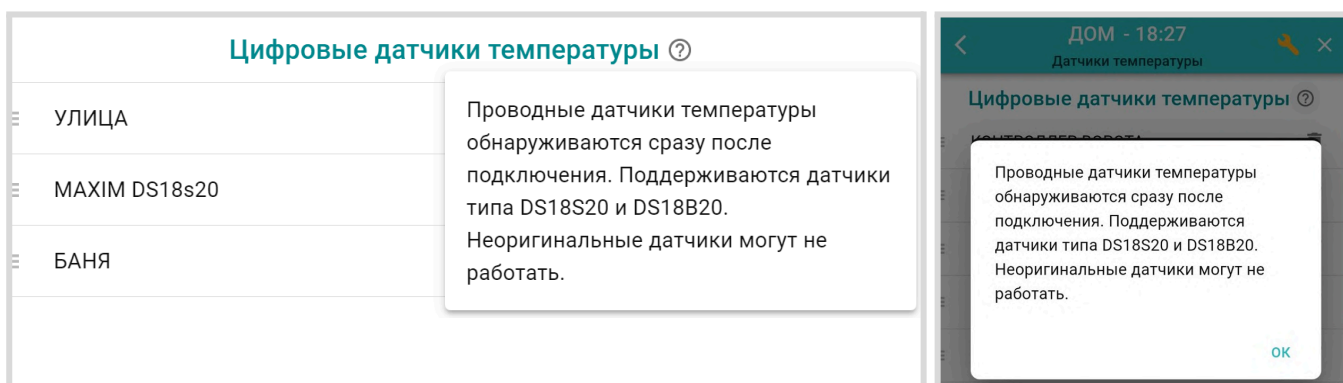 Цифровые датчики температуры ?
УЛИЦА
MAXIM DS18s20
БАНЯ
Проводные датчики температуры
обнаруживаются сразу после
подключения. Поддерживаются датчики
типа DS18S20 и DS18B20.
Неоригинальные датчики могут не
работать.
ДОМ - 18:27
Датчики температуры
Цифровые датчики температуры ?
КОНТРОЛЛЕР ВОРОТА
Проводные датчики температуры
обнаруживаются сразу после
подключения. Поддерживаются
датчики типа DS18S20 и DS18B20.
Неоригинальные датчики могут не
работать.
ОК